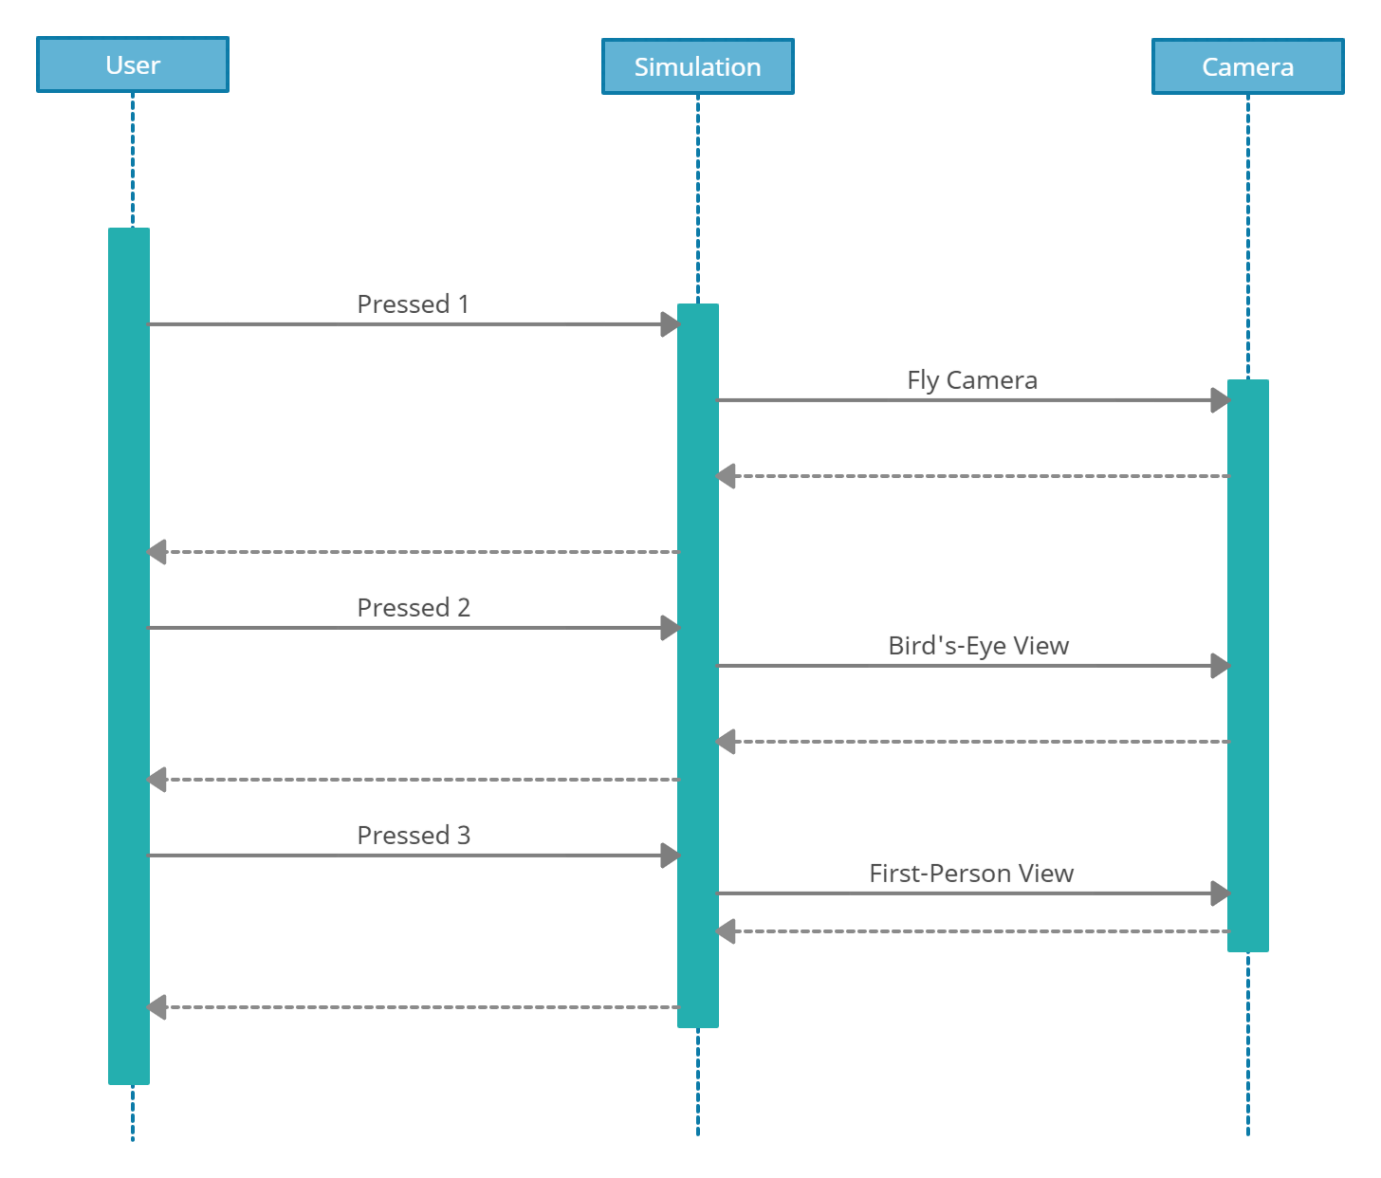 User
Simulation
Camera
Pressed 1
Fly Camera
Pressed 2
Bird's-Eye View
Pressed 3
First-Person View